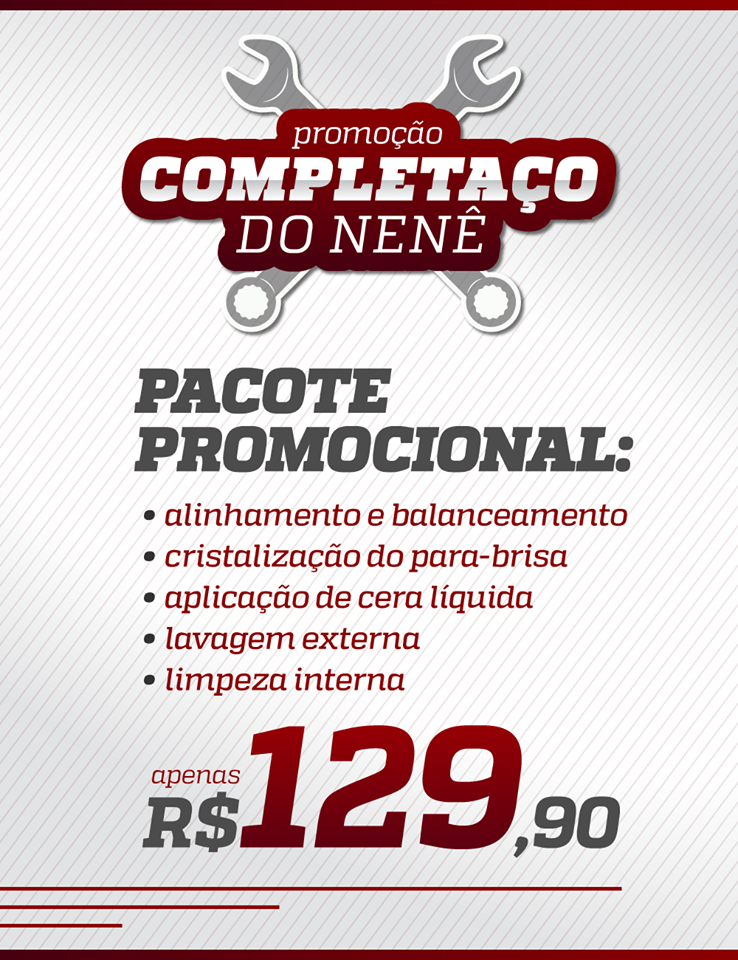 promoção
COMPLETAÇO
DO NENÊ
PACOTE
PROMOCIONAL:
• alinhamento e balanceamento
• cristalização do para-brisa
• aplicação de cera líquida
• lavagem externa
• limpeza interna
apenas
R$129,90